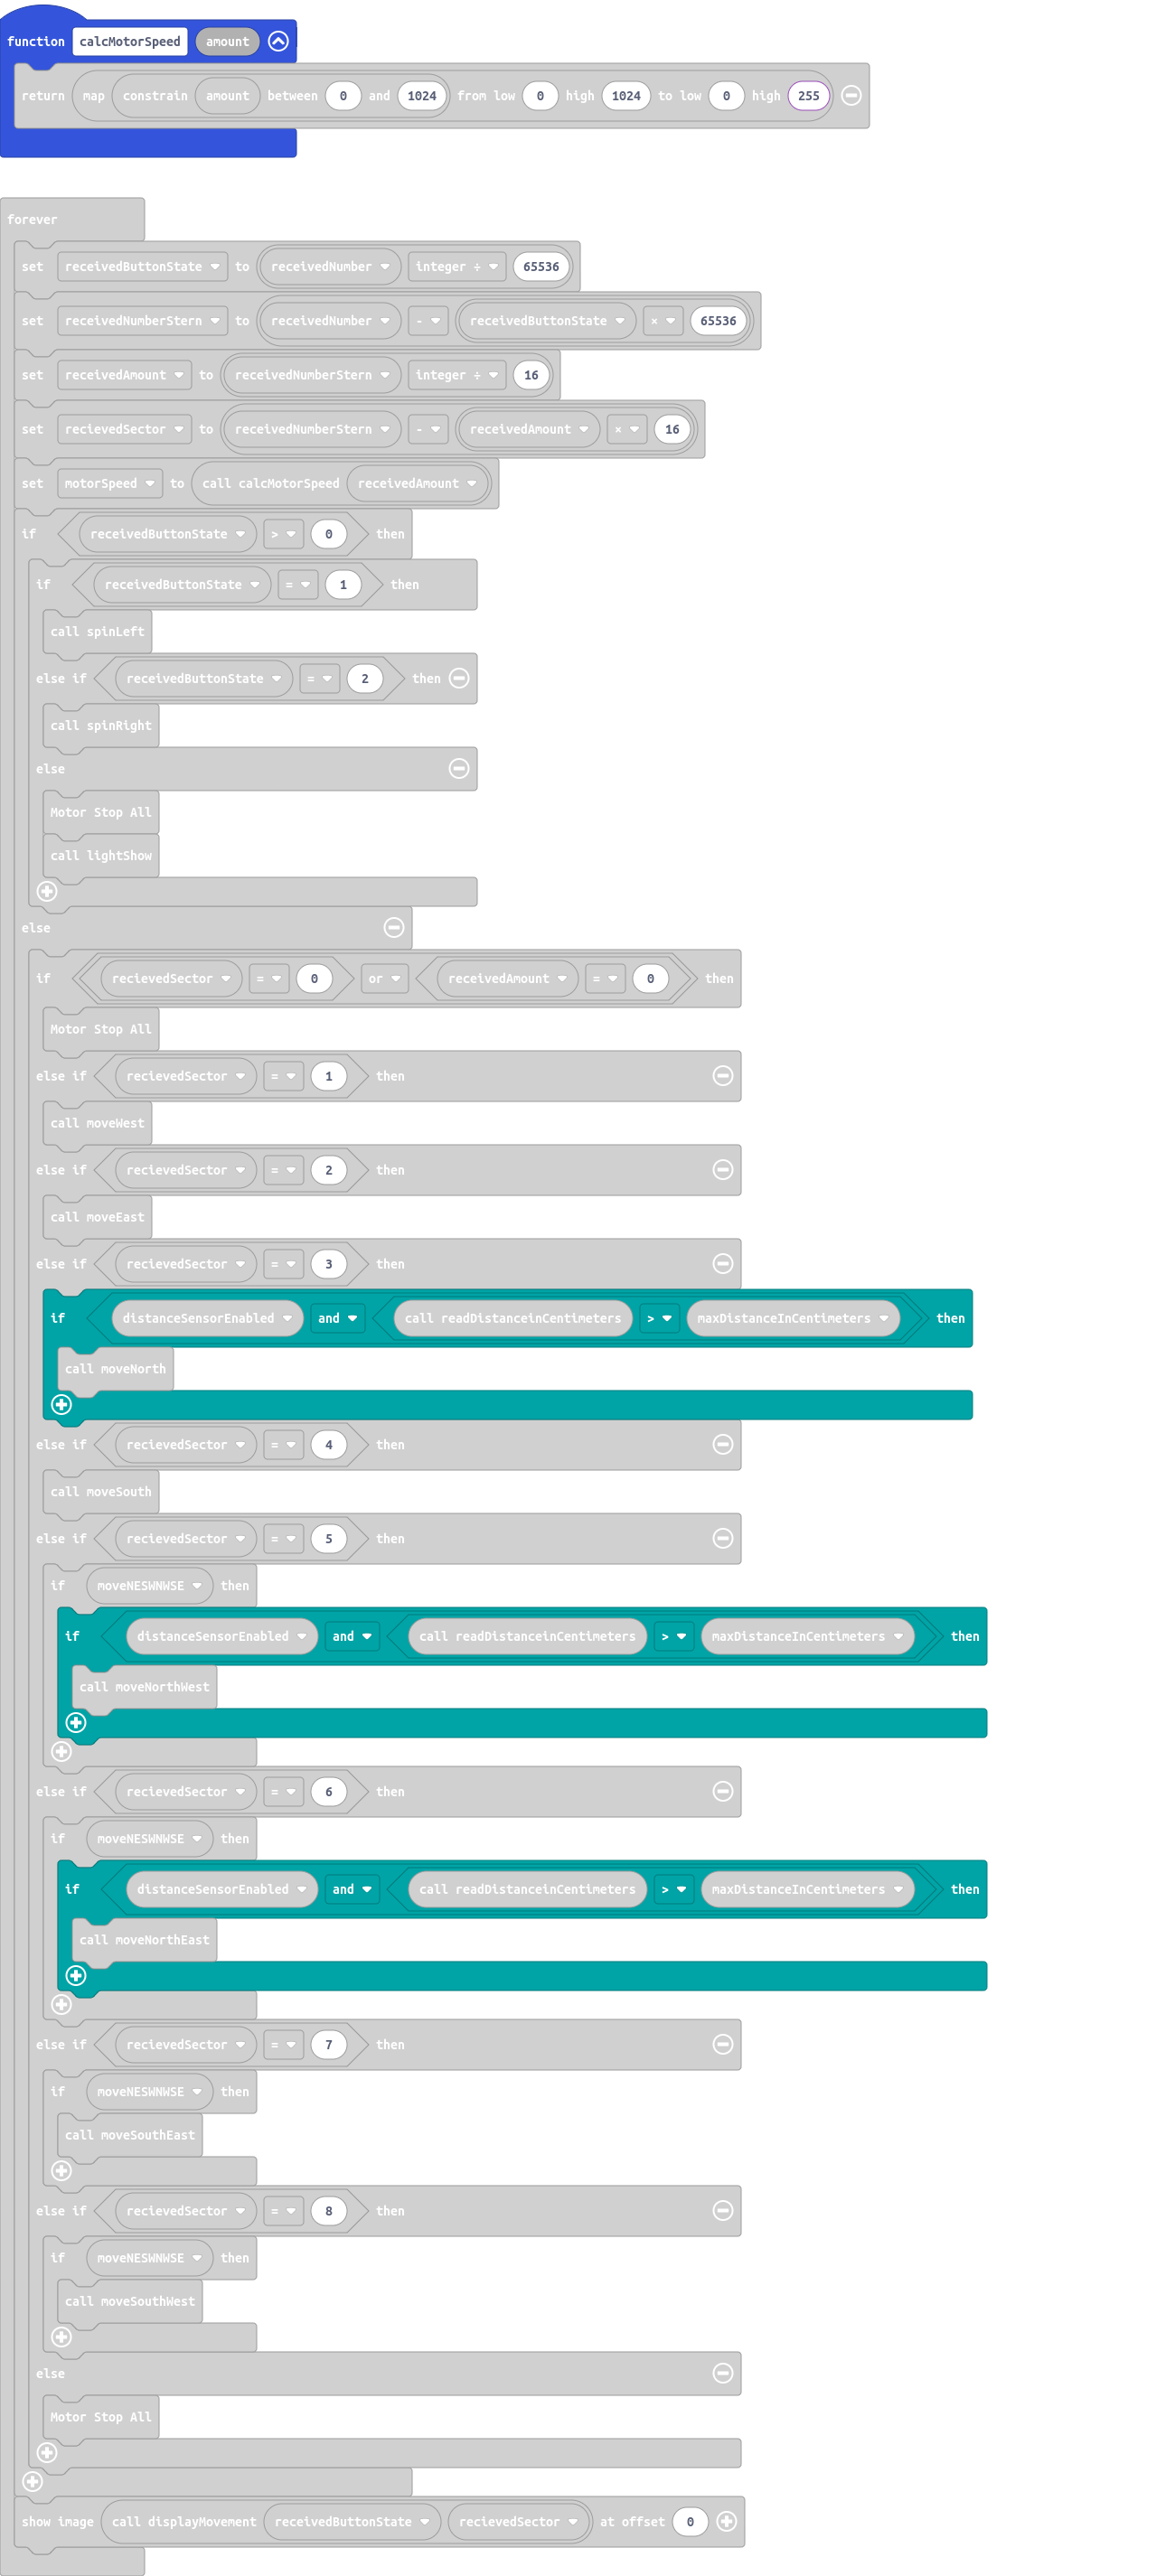 function calcMotorSpeed amount
return map constrain amount between 0 and 1024 from low 0 high 1024 to low 0 high 255
forever
set receivedButtonState to receivedNumber integer ÷ 65536
set receivedNumberStern to receivedNumber - receivedButtonState × 65536
set receivedAmount to receivedNumberStern integer ÷ 16
set recievedSector to receivedNumberStern - receivedAmount × 16
set motorSpeed to call calcMotorSpeed receivedAmount
if receivedButtonState > 0 then
if receivedButtonState = 1 then
call spinLeft
else if receivedButtonState = 2 then
call spinRight
else
Motor Stop All
call lightShow
else
if recievedSector = 0 or receivedAmount = 0 then
Motor Stop All
else if recievedSector = 1 then
call moveWest
else if recievedSector = 2 then
call moveEast
else if recievedSector = 3 then
if distanceSensorEnabled and call readDistanceinCentimeters > maxDistanceInCentimeters then
call moveNorth
else if recievedSector = 4 then
call moveSouth
else if recievedSector = 5 then
if moveNESWNWSE then
if distanceSensorEnabled and call readDistanceinCentimeters > maxDistanceInCentimeters then
call moveNorthWest
else if recievedSector = 6 then
if moveNESWNWSE then
if distanceSensorEnabled and call readDistanceinCentimeters > maxDistanceInCentimeters then
call moveNorthEast
else if recievedSector = 7 then
if moveNESWNWSE then
call moveSouthEast
else if recievedSector = 8 then
if moveNESWNWSE then
call moveSouthWest
else
Motor Stop All
show image call displayMovement receivedButtonState recievedSector at offset 0